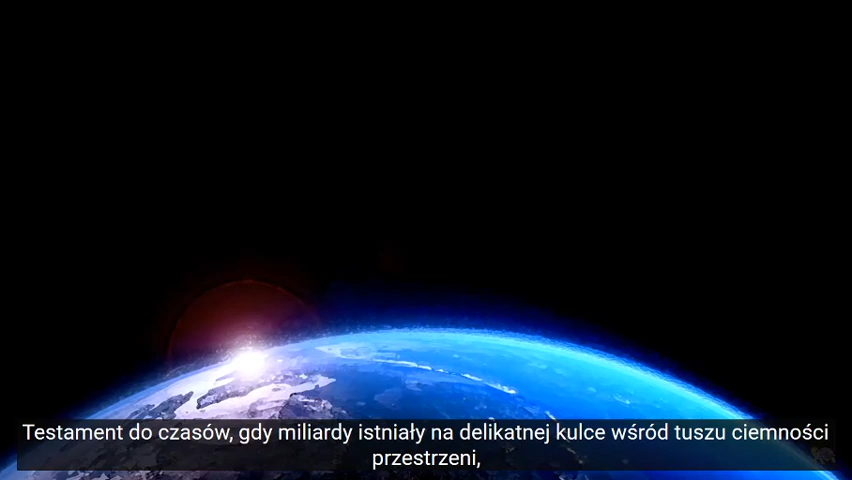 Testament do czasów, gdy miliardy istniały na delikatnej kulce wśród tuszu ciemności
przestrzeni,